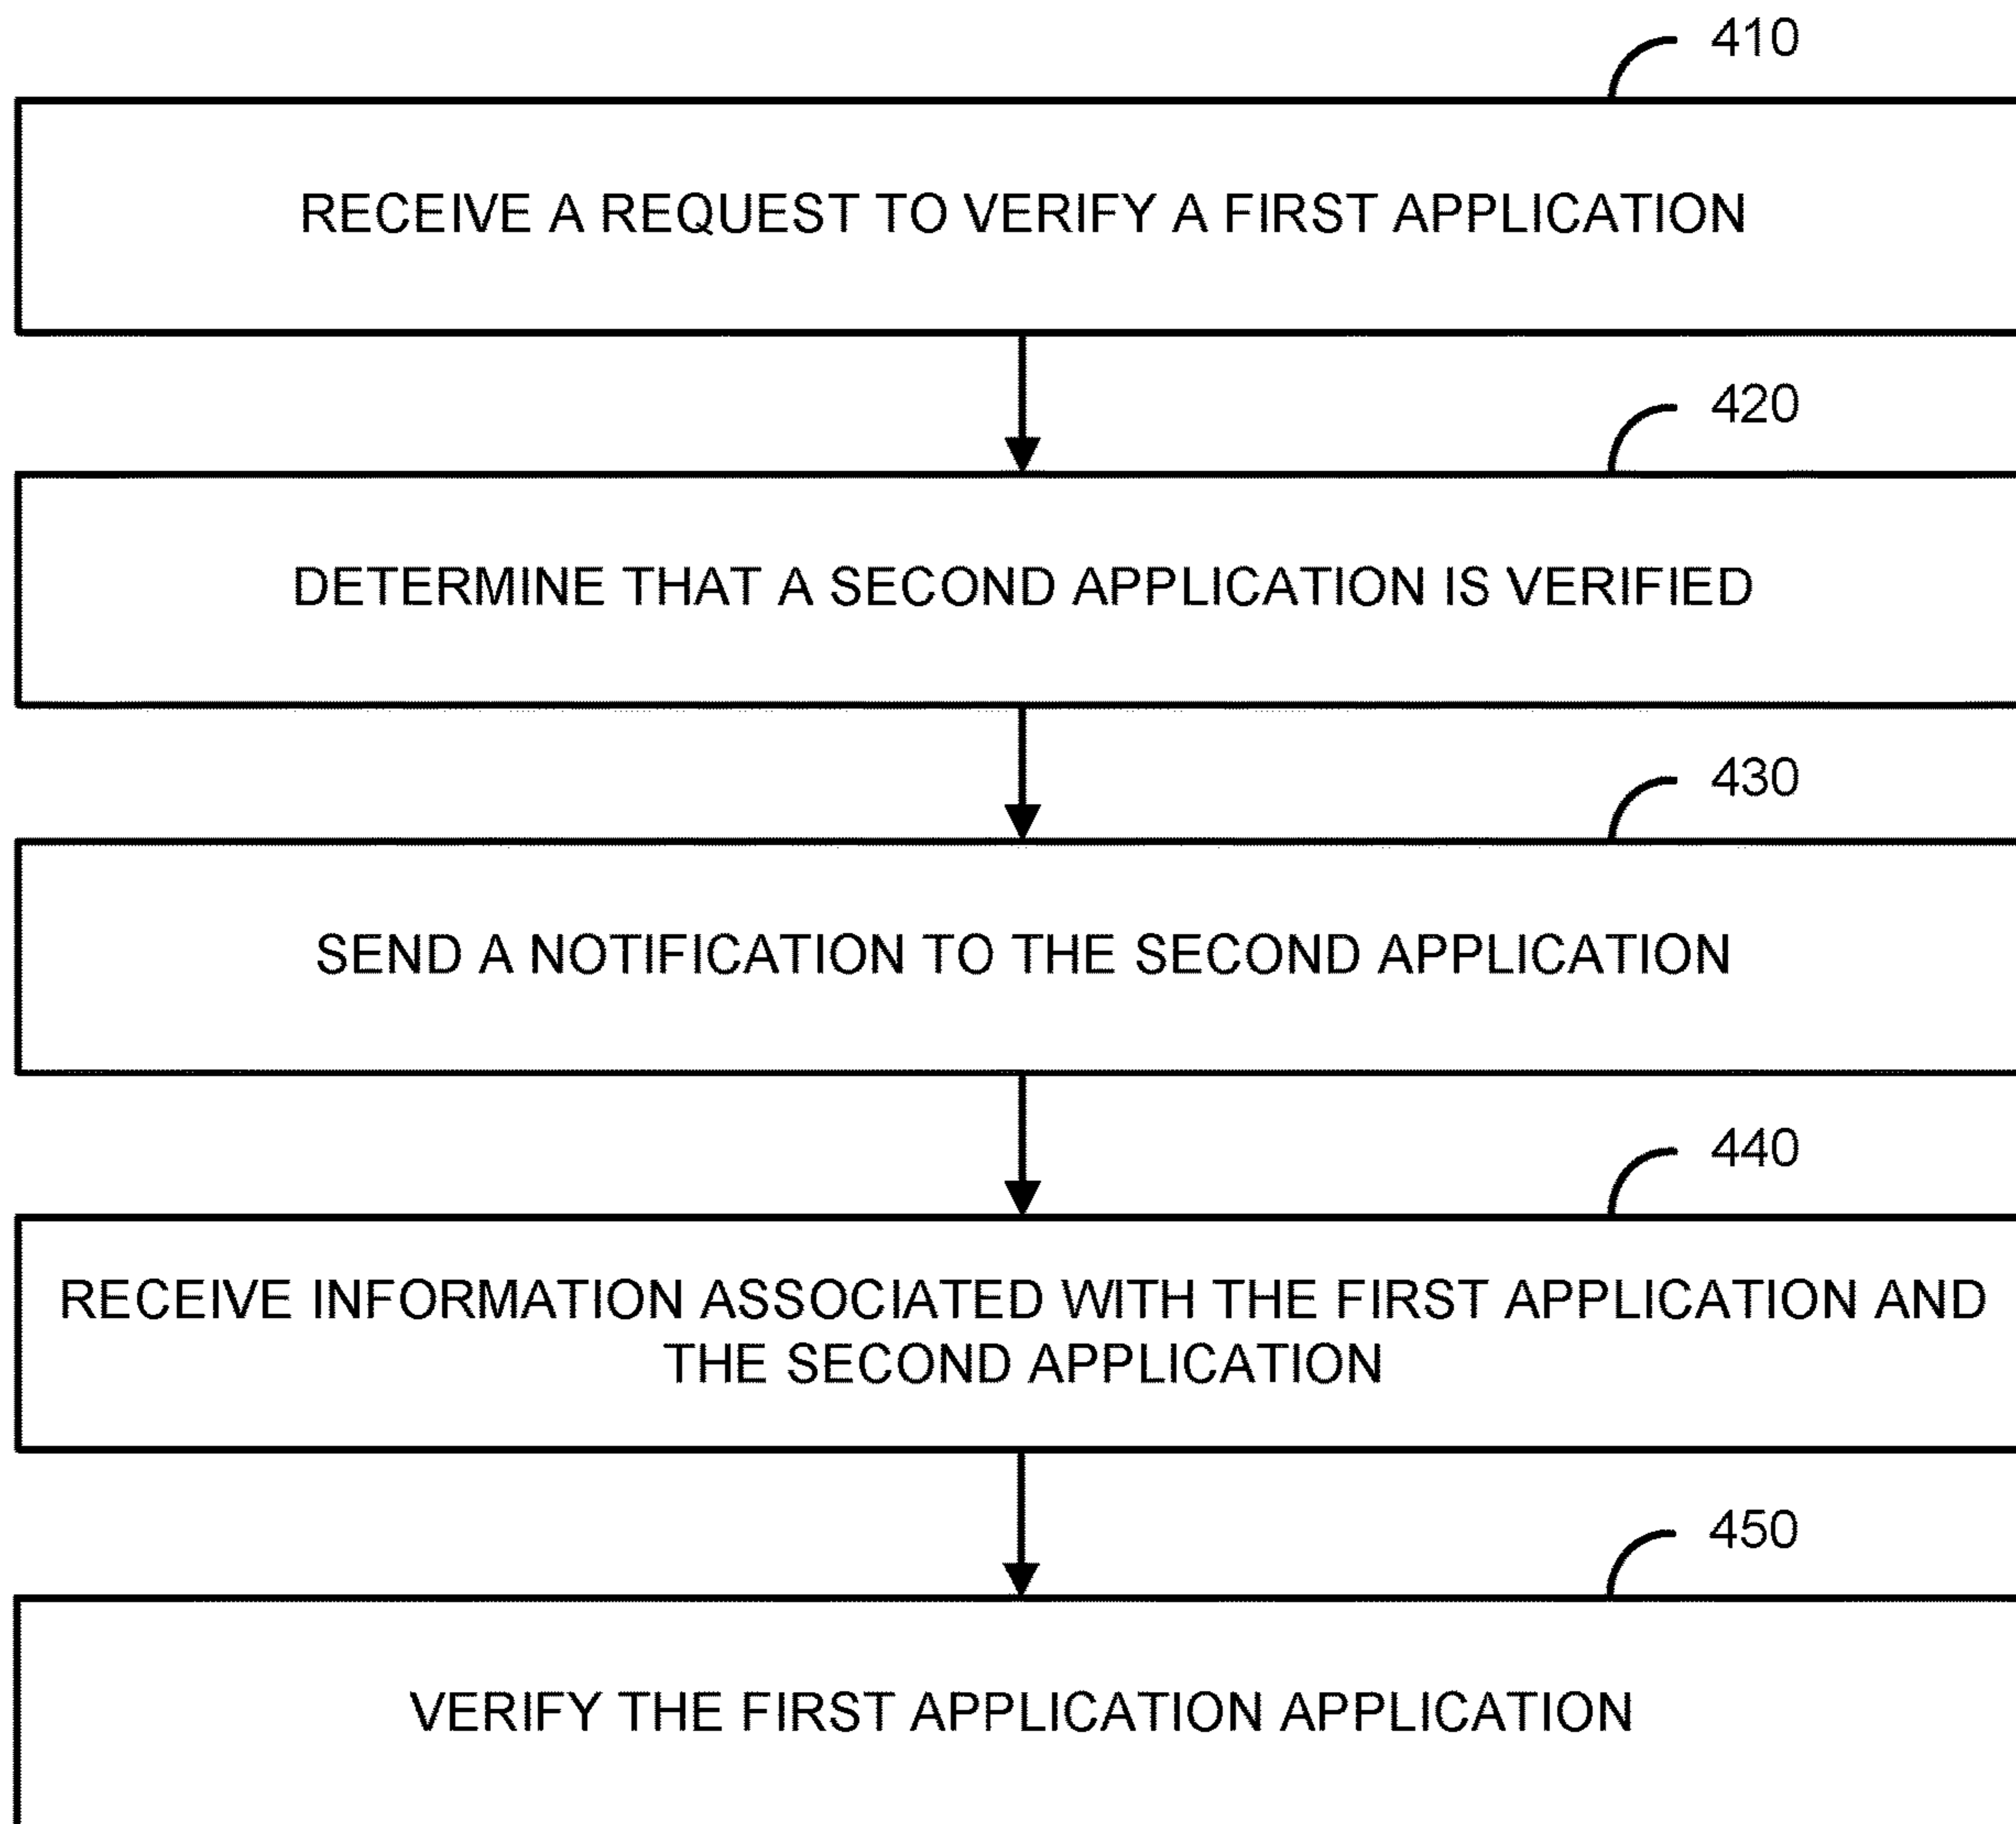 410
RECEIVE A REQUEST TO VERIFY A FIRST APPLICATION
420
DETERMINE THAT A SECOND APPLICATION IS VERIFIED
430
SEND A NOTIFICATION TO THE SECOND APPLICATION
440
RECEIVE INFORMATION ASSOCIATED WITH THE FIRST APPLICATION AND
THE SECOND APPLICATION
450
VERIFY THE FIRST APPLICATION APPLICATION